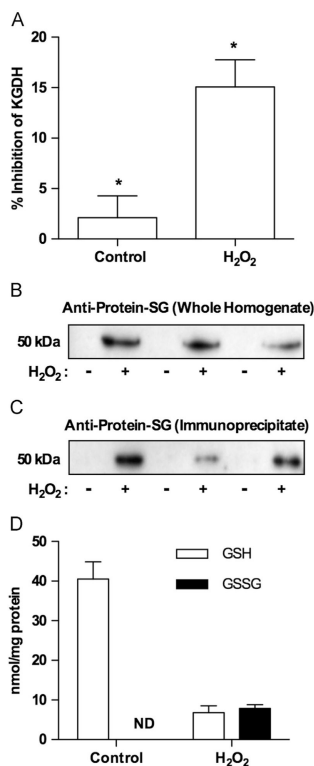 A
% Inhibition of KGDH
20
15
10
5
0
*
*
Control
H₂O₂
B
Anti-Protein-SG (Whole Homogenate)
50 kDa
H₂O₂ : - + - + - +
C
Anti-Protein-SG (Immunoprecipitate)
50 kDa
H₂O₂ : - + - + - +
D
nmol/mg protein
50
40
30
20
10
0
GSH
GSSG
ND
Control
H₂O₂